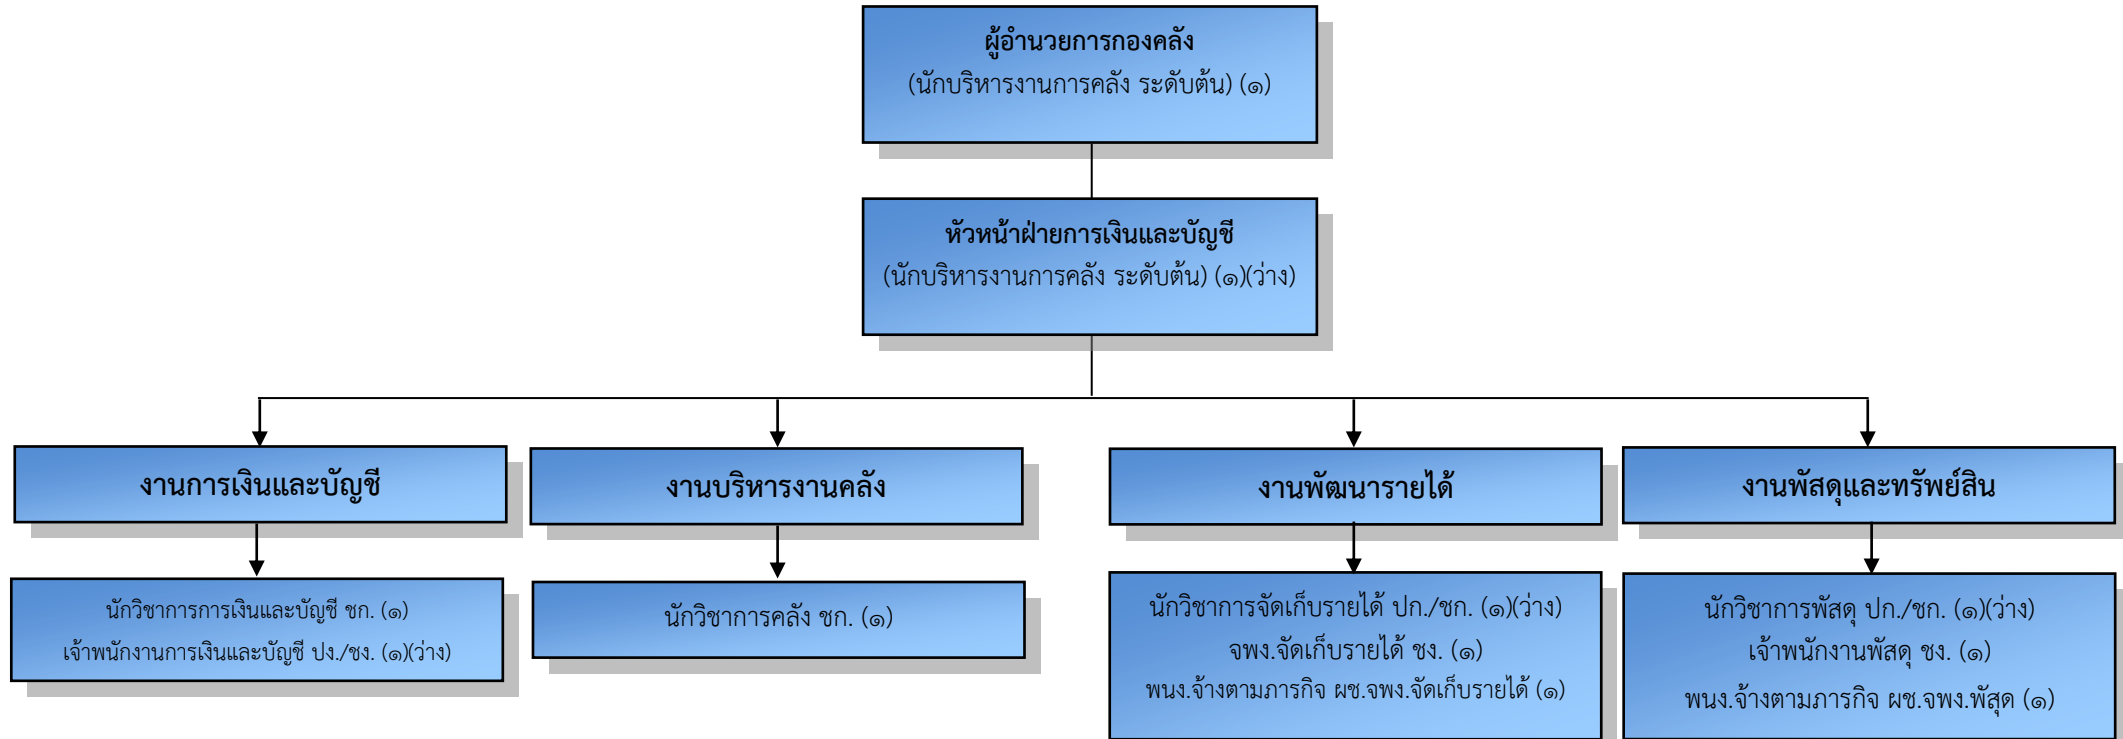 ผู้อำนวยการกองคลัง
(นักบริหารงานการคลัง ระดับต้น) (๑)
หัวหน้าฝ่ายการเงินและบัญชี
(นักบริหารงานการคลัง ระดับต้น) (๑)(ว่าง)
งานการเงินและบัญชี
งานบริหารงานคลัง
งานพัฒนารายได้
งานพัสดุและทรัพย์สิน
นักวิชาการการเงินและบัญชี ชก. (๑)
เจ้าพนักงานการเงินและบัญชี ปง./ชง. (๑)(ว่าง)
นักวิชาการคลัง ชก. (๑)
นักวิชาการจัดเก็บรายได้ ปก./ชก. (๑)(ว่าง)
จพง.จัดเก็บรายได้ ชง. (๑)
พนง.จ้างตามภารกิจ ผช.จพง.จัดเก็บรายได้ (๑)
นักวิชาการพัสดุ ปก./ชก. (๑)(ว่าง)
เจ้าพนักงานพัสดุ ชง. (๑)
พนง.จ้างตามภารกิจ ผช.จพง.พัสุด (๑)